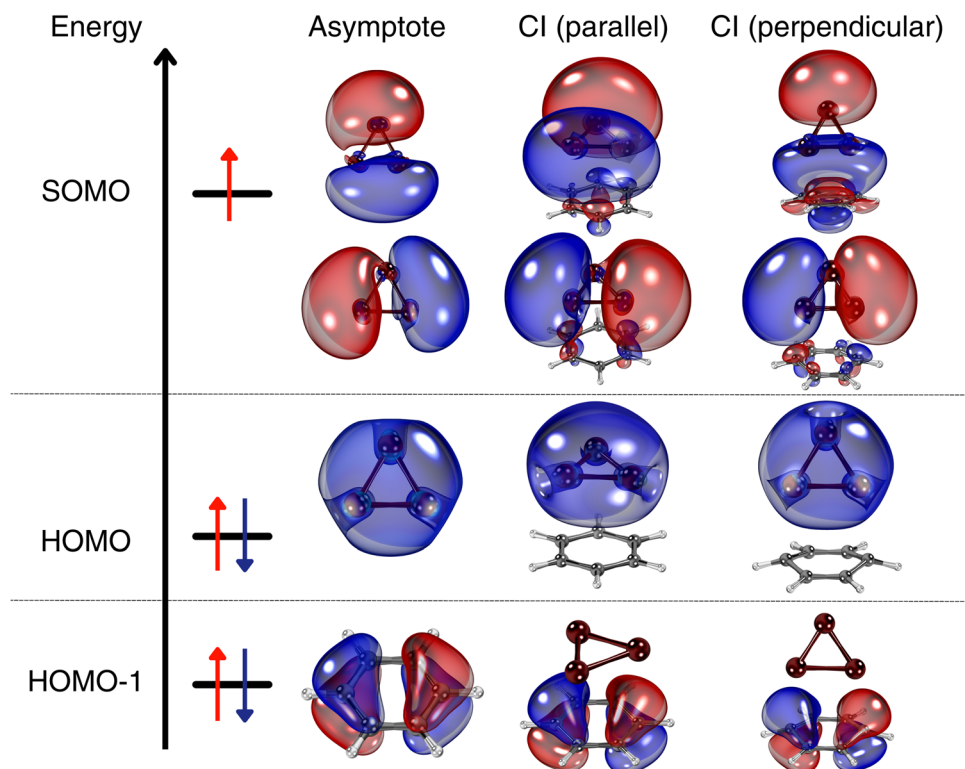 Energy Asymptote CI (parallel) CI (perpendicular)
SOMO
HOMO
HOMO-1